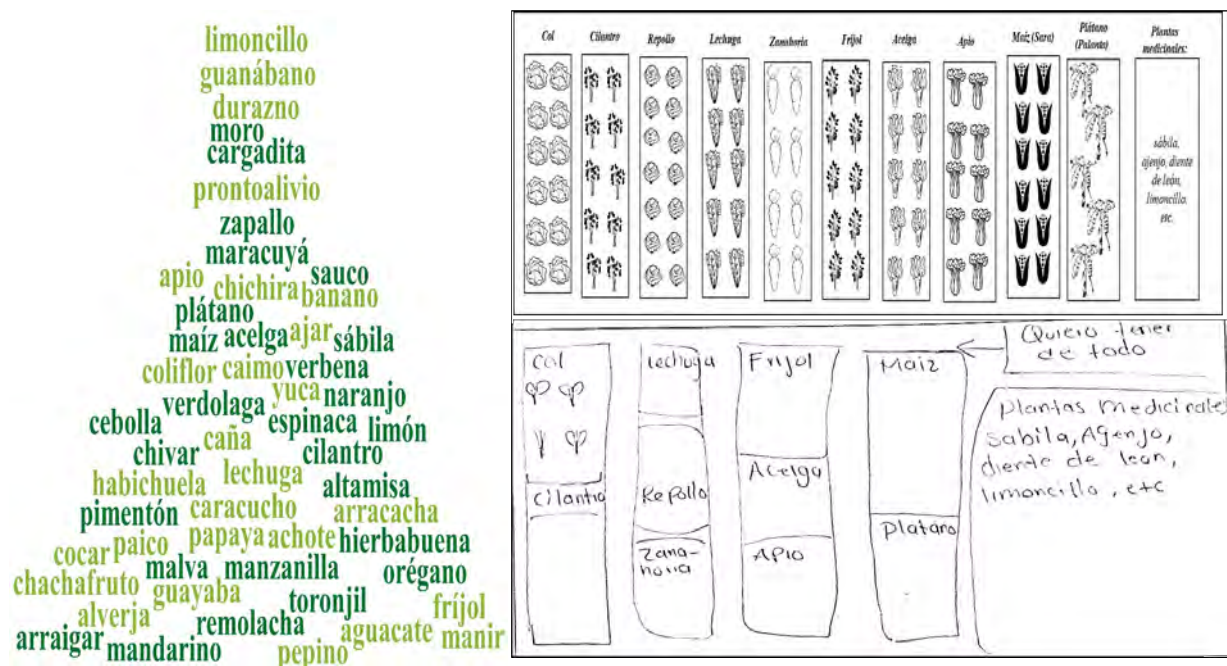 limoncillo
guanábano
durazno
moro
cargadita
prontoalivio
zapallo
maracuyá
apio chichira sauco
banano
plátano
maíz acelga ajar sábila
coliflor caimo verbena
yuca naranjo
cebolla verdolaga espinaca limón
chivar caña cilantro
habichuela lechuga altamisa
pimentón caracucho arracacha
cocar paico papaya achote hierbabuena
chachafruto malva manzanilla orégano
alverja guayaba toronjil fríjol
arraigar mandarino remolacha pepino aguacate manir
Col
Cilantro
Repollo
Lechuga
Zanahoria
Fríjol
Acelga
Apio
Maíz (Sara)
Plátano
(Palanta)
Plantas
medicinales:
sábila,
ajenjo, diente
de león,
limoncillo,
etc.
Quiero tener
de todo
Col
Cilantro
Lechuga
Repollo
Zana-
horia
Frijol
Acelga
Apio
Maiz
Platano
Plantas Medicinales
Sabila, Agenjo,
diente de leon,
limoncillo, etc